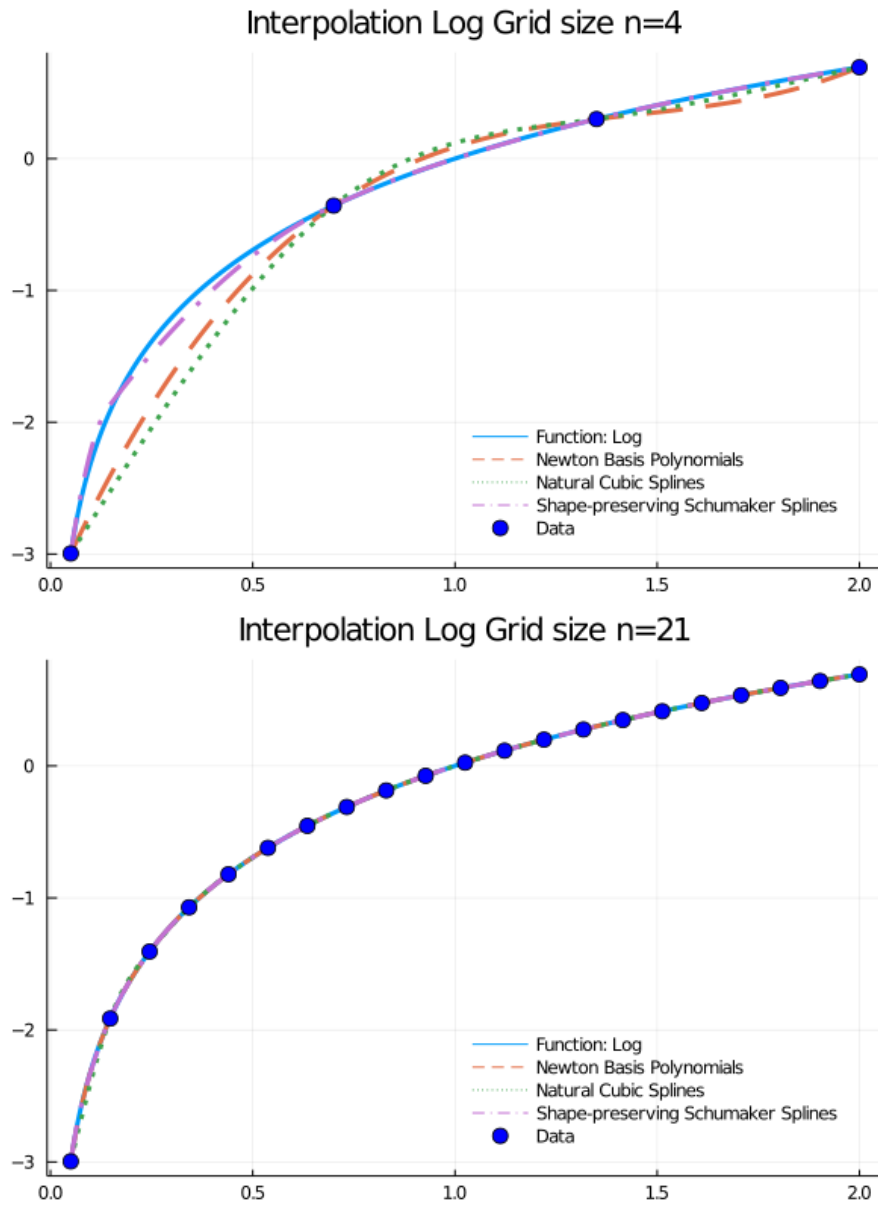 Interpolation Log Grid size n=4
0
−1
−2
−3
Function: Log
Newton Basis Polynomials
Natural Cubic Splines
Shape-preserving Schumaker Splines
Data
0.0 0.5 1.0 1.5 2.0
Interpolation Log Grid size n=21
0
−1
−2
−3
Function: Log
Newton Basis Polynomials
Natural Cubic Splines
Shape-preserving Schumaker Splines
Data
0.0 0.5 1.0 1.5 2.0